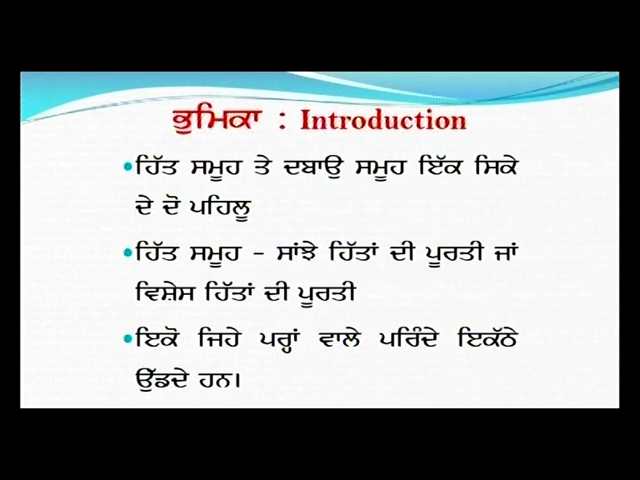 ਭੁਮਿਕਾ : Introduction
•ਹਿੱਤ ਸਮੂਹ ਤੇ ਦਬਾਉ ਸਮੂਹ ਇੱਕ ਸਿਕੇ
ਦੇ ਦੋ ਪਹਿਲੂ
•ਹਿੱਤ ਸਮੂਹ - ਸਾਂਝੇ ਹਿੱਤਾਂ ਦੀ ਪੂਰਤੀ ਜਾਂ
ਵਿਸ਼ੇਸ ਹਿੱਤਾਂ ਦੀ ਪੂਰਤੀ
•ਇਕੋ ਜਿਹੇ ਪਰ੍ਹਾਂ ਵਾਲੇ ਪਰਿੰਦੇ ਇਕੱਠੇ
ਉੱਡਦੇ ਹਨ।